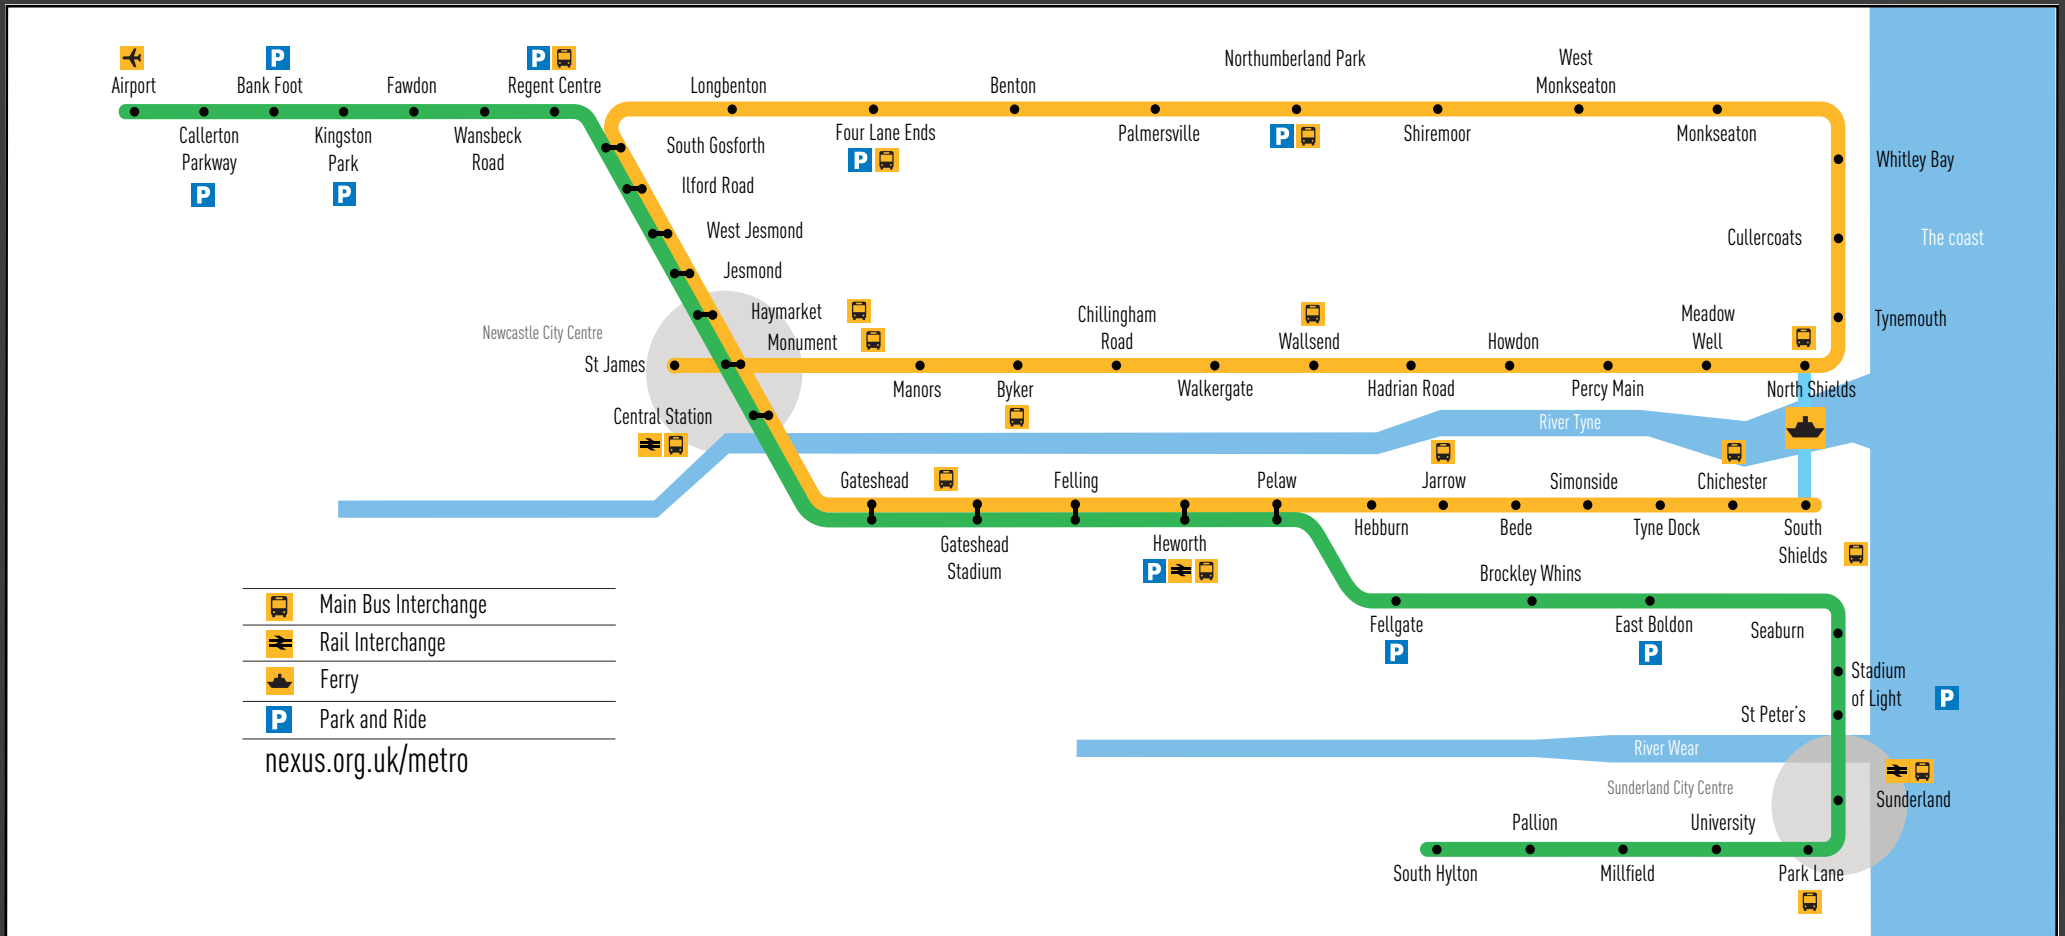 Northumberland Park
West
Monkseaton
P
P
Airport
Bank Foot
Fawdon
Regent Centre
Longbenton
Benton
Callerton
Parkway
P
Kingston
Park
P
Wansbeck
Road
South Gosforth
Four Lane Ends
P
Palmersville
P
Shiremoor
Monkseaton
Whitley Bay
Ilford Road
West Jesmond
Cullercoats
The coast
Jesmond
Haymarket
Newcastle City Centre
Monument
Chillingham
Road
Wallsend
Howdon
Meadow
Well
Tynemouth
St James
Manors
Byker
Walkergate
Hadrian Road
Percy Main
North Shields
Central Station
River Tyne
Gateshead
Felling
Pelaw
Jarrow
Simonside
Chichester
Hebburn
Bede
Tyne Dock
South
Shields
Gateshead
Stadium
Heworth
P
Brockley Whins
Fellgate
P
East Boldon
P
Seaburn
Stadium
of Light
P
St Peter's
River Wear
Sunderland City Centre
Sunderland
Pallion
University
South Hylton
Millfield
Park Lane
Main Bus Interchange
Rail Interchange
Ferry
P Park and Ride
nexus.org.uk/metro